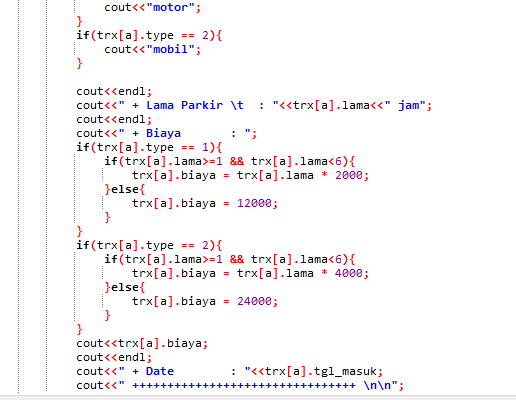 cout<<"motor";
}
if(trx[a].type == 2){
cout<<"mobil";
}
cout<<endl;
cout<<" + Lama Parkir \t  : "<<trx[a].lama<<" jam";
cout<<endl;
cout<<" + Biaya       : ";
if(trx[a].type == 1){
if(trx[a].lama>=1 && trx[a].lama<6){
trx[a].biaya = trx[a].lama * 2000;
}else{
trx[a].biaya = 12000;
}
}
if(trx[a].type == 2){
if(trx[a].lama>=1 && trx[a].lama<6){
trx[a].biaya = trx[a].lama * 4000;
}else{
trx[a].biaya = 24000;
}
}
cout<<trx[a].biaya;
cout<<endl;
cout<<" + Date        : "<<trx[a].tgl_masuk;
cout<<" ++++++++++++++++++++++++++++++++ \n\n";